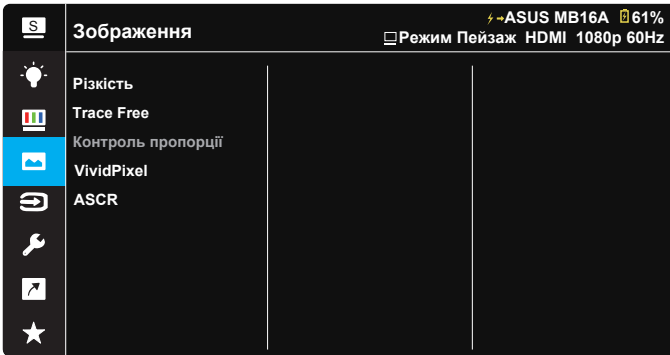 S
Зображення
ASUS MB16A 61%
Режим Пейзаж HDMI 1080p 60Hz
Різкість
Trace Free
Контроль пропорції
VividPixel
ASCR